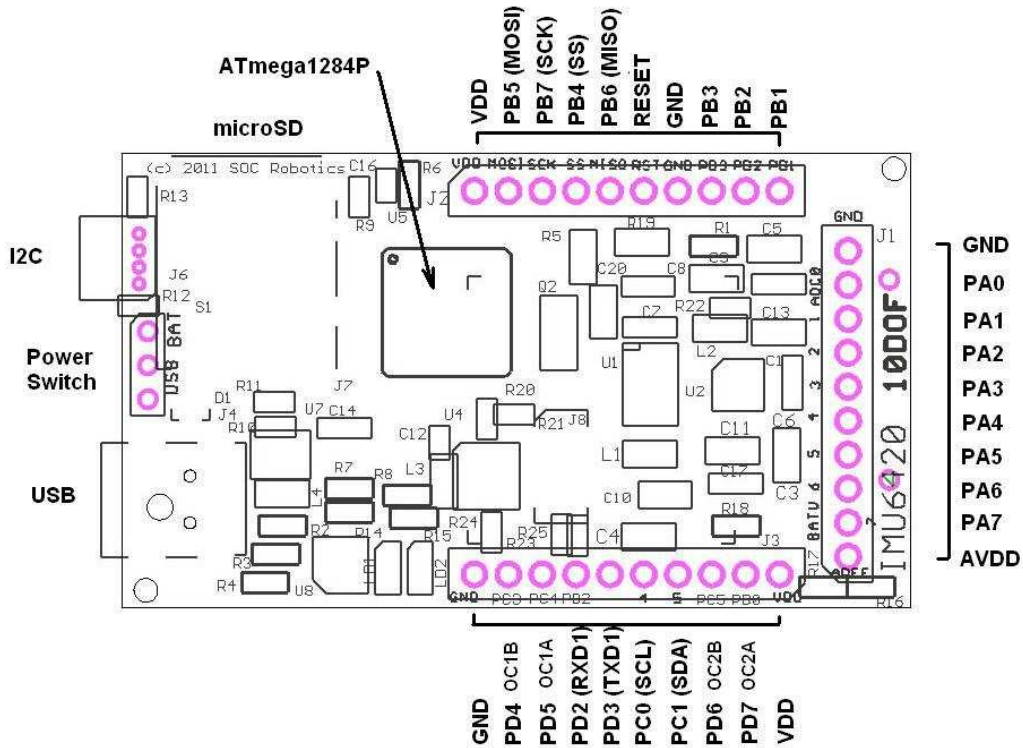 VDD
PB5 (MOSI)
PB7 (SCK)
PB4 (SS)
PB6 (MISO)
RESET
GND
PB3
PB2
PB1
ATmega1284P
microSD
(c) 2011 SOC Robotics
C16
R6
VDD MOSI SCK SS MISO RST GND PB3 PB2 PB1
J2
R13
R9
U5
I2C
J6
R12
S1
Power
Switch
USB BAT
D1
J4
J7
R5
R19
R1
C5
C20
C8
C9
Q2
R22
C7
L2
C13
U1
U2
C1
GND
J1
ADC0
1
2
3
4
5
6
BATV
7
10DOF
IMU6420
GND
PA0
PA1
PA2
PA3
PA4
PA5
PA6
PA7
AVDD
R11
R10
U7
C14
U4
R20
R21
J8
C12
L3
L1
C11
C6
C17
C3
C10
R18
USB
R7
R8
L4
R2
R14
R15
R3
R4
U8
LD2
R24
R23
R25
C4
J3
R17
AREF
R16
GND PC3 PC4 PB2 4 5 PC5 PB0 VDD
GND
PD4 OC1B
PD5 OC1A
PD2 (RXD1)
PD3 (TXD1)
PC0 (SCL)
PC1 (SDA)
PD6 OC2B
PD7 OC2A
VDD